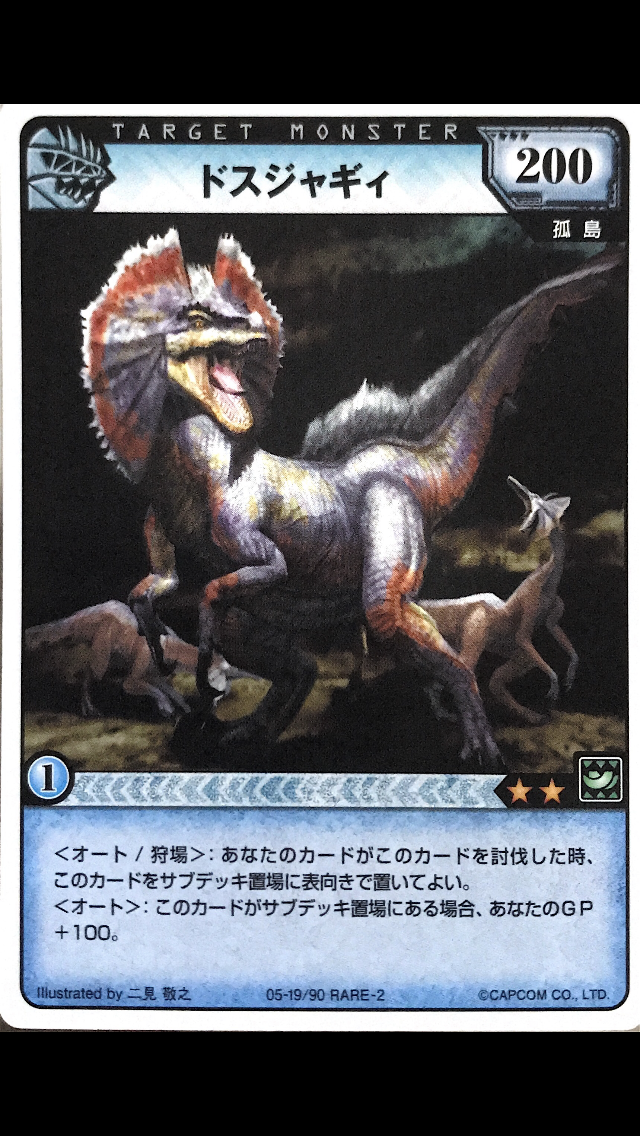 TARGET MONSTER
ドスジャギィ
200
孤島
1
<オート / 狩場>：あなたのカードがこのカードを討伐した時、
このカードをサブデッキ置場に表向きで置いてよい。
<オート>：このカードがサブデッキ置場にある場合、あなたのGP
+100。
Illustrated by 二見 敬之
05-19/90 RARE-2
©CAPCOM CO., LTD.